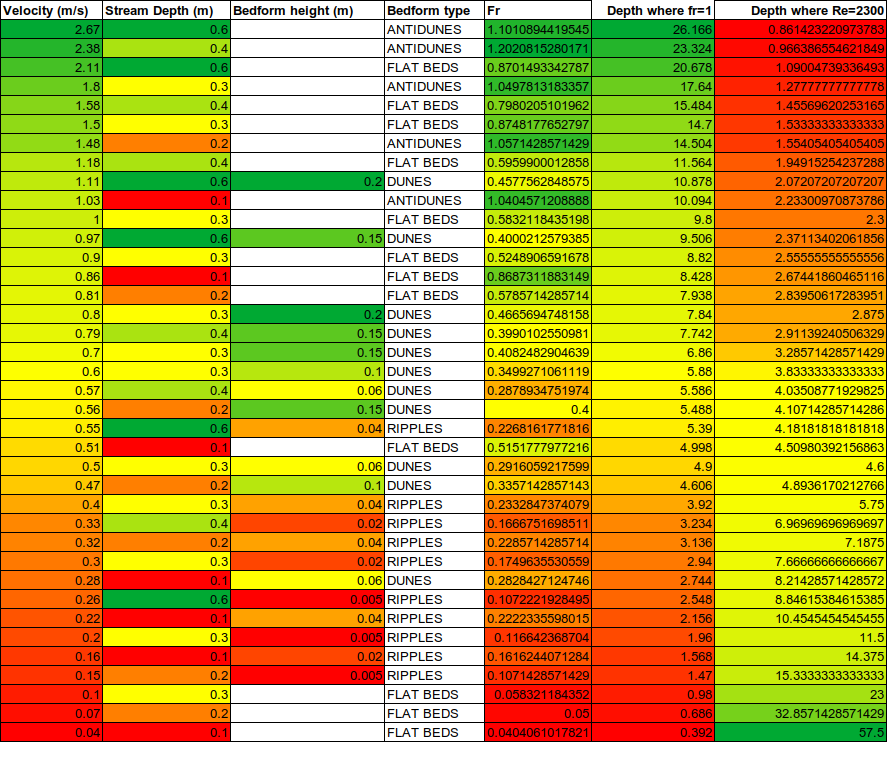 Velocity (m/s) Stream Depth (m) Bedform height (m) Bedform type Fr Depth where fr=1 Depth where Re=2300
2.67 0.6 ANTIDUNES 1.1010894419545 26.166 0.861423220973783
2.38 0.4 ANTIDUNES 1.2020815280171 23.324 0.966386554621849
2.11 0.6 FLAT BEDS 0.8701493342787 20.678 1.09004739336493
1.8 0.3 ANTIDUNES 1.0497813183357 17.64 1.27777777777778
1.58 0.4 FLAT BEDS 0.7980205101962 15.484 1.45569620253165
1.5 0.3 FLAT BEDS 0.8748177652797 14.7 1.53333333333333
1.48 0.2 ANTIDUNES 1.0571428571429 14.504 1.55405405405405
1.18 0.4 FLAT BEDS 0.5959900012858 11.564 1.94915254237288
1.11 0.6 0.2 DUNES 0.4577562848575 10.878 2.07207207207207
1.03 0.1 ANTIDUNES 1.0404571208888 10.094 2.23300970873786
1 0.3 FLAT BEDS 0.5832118435198 9.8 2.3
0.97 0.6 0.15 DUNES 0.4000212579385 9.506 2.37113402061856
0.9 0.3 FLAT BEDS 0.5248906591678 8.82 2.55555555555556
0.86 0.1 FLAT BEDS 0.8687311883149 8.428 2.67441860465116
0.81 0.2 FLAT BEDS 0.5785714285714 7.938 2.83950617283951
0.8 0.3 0.2 DUNES 0.4665694748158 7.84 2.875
0.79 0.4 0.15 DUNES 0.3990102550981 7.742 2.91139240506329
0.7 0.3 0.15 DUNES 0.4082482904639 6.86 3.28571428571429
0.6 0.3 0.1 DUNES 0.3499271061119 5.88 3.83333333333333
0.57 0.4 0.06 DUNES 0.2878934751974 5.586 4.03508771929825
0.56 0.2 0.15 DUNES 0.4 5.488 4.10714285714286
0.55 0.6 0.04 RIPPLES 0.2268161771816 5.39 4.18181818181818
0.51 0.1 FLAT BEDS 0.5151777977216 4.998 4.50980392156863
0.5 0.3 0.06 DUNES 0.2916059217599 4.9 4.6
0.47 0.2 0.1 DUNES 0.3357142857143 4.606 4.8936170212766
0.4 0.3 0.04 RIPPLES 0.2332847374079 3.92 5.75
0.33 0.4 0.02 RIPPLES 0.1666751698511 3.234 6.96969696969697
0.32 0.2 0.04 RIPPLES 0.2285714285714 3.136 7.1875
0.3 0.3 0.02 RIPPLES 0.1749635530559 2.94 7.66666666666667
0.28 0.1 0.06 DUNES 0.2828427124746 2.744 8.21428571428572
0.26 0.6 0.005 RIPPLES 0.1072221928495 2.548 8.84615384615385
0.22 0.1 0.04 RIPPLES 0.2222335598015 2.156 10.4545454545455
0.2 0.3 0.005 RIPPLES 0.116642368704 1.96 11.5
0.16 0.1 0.02 RIPPLES 0.1616244071284 1.568 14.375
0.15 0.2 0.005 RIPPLES 0.1071428571429 1.47 15.3333333333333
0.1 0.3 FLAT BEDS 0.058321184352 0.98 23
0.07 0.2 FLAT BEDS 0.05 0.686 32.8571428571429
0.04 0.1 FLAT BEDS 0.0404061017821 0.392 57.5